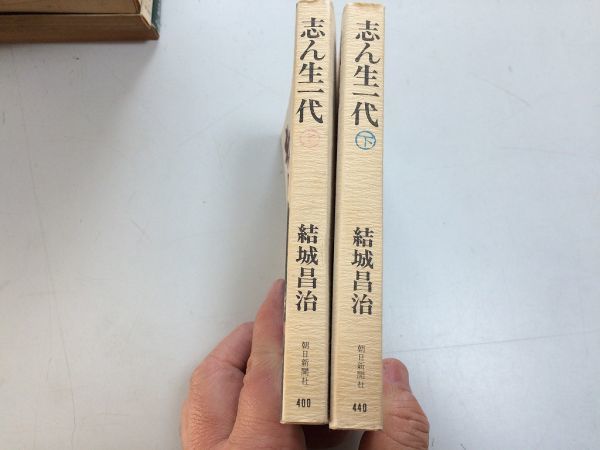 志ん生一代
上
結城昌治
朝日新聞社
400
志ん生一代
下
結城昌治
朝日新聞社
440